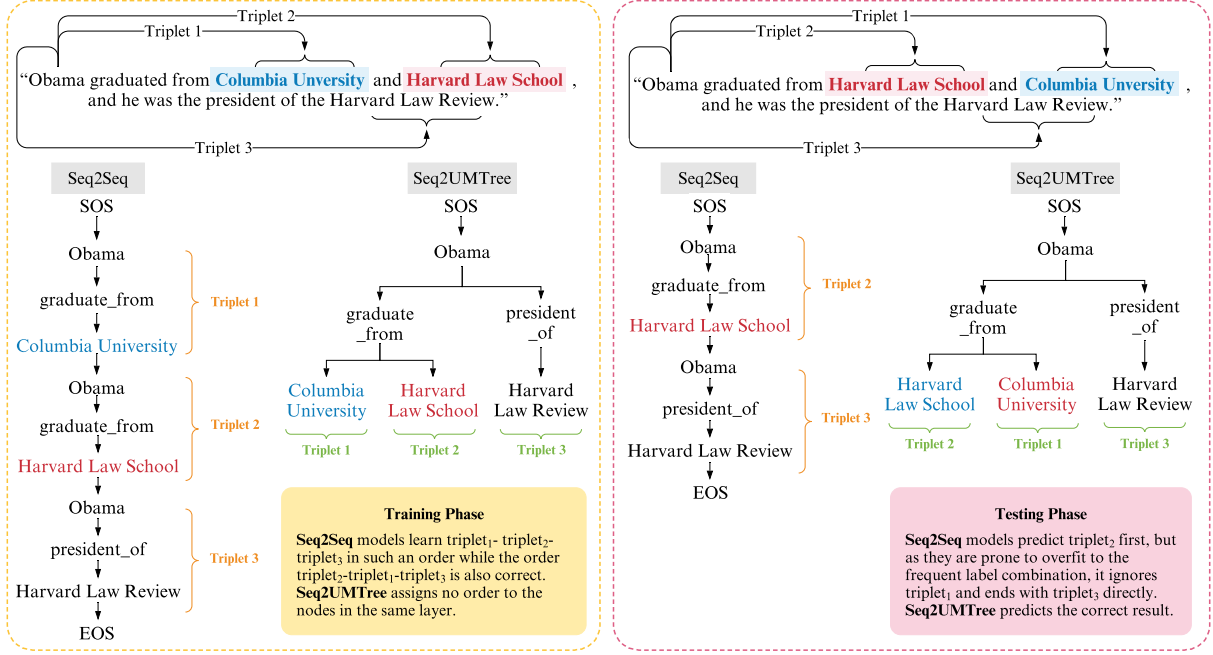 Triplet 2
Triplet 1
“Obama graduated from Columbia Unversity and Harvard Law School ,
and he was the president of the Harvard Law Review.”
Triplet 3
Seq2Seq
SOS
Obama
graduate_from
Columbia University
Triplet 1
Obama
graduate_from
Harvard Law School
Triplet 2
Obama
president_of
Harvard Law Review
Triplet 3
EOS
Seq2UMTree
SOS
Obama
graduate
_from
president
_of
Columbia
University
Harvard
Law School
Harvard
Law Review
Triplet 1
Triplet 2
Triplet 3
Training Phase
Seq2Seq models learn triplet1- triplet2-
triplet3 in such an order while the order
triplet2-triplet1-triplet3 is also correct.
Seq2UMTree assigns no order to the
nodes in the same layer.
Triplet 1
Triplet 2
“Obama graduated from Harvard Law School and Columbia Unversity ,
and he was the president of the Harvard Law Review.”
Triplet 3
Seq2Seq
SOS
Obama
graduate_from
Harvard Law School
Triplet 2
Obama
president_of
Harvard Law Review
Triplet 3
EOS
Seq2UMTree
SOS
Obama
graduate
_from
president
_of
Harvard
Law School
Columbia
University
Harvard
Law Review
Triplet 2
Triplet 1
Triplet 3
Testing Phase
Seq2Seq models predict triplet2 first, but
as they are prone to overfit to the
frequent label combination, it ignores
triplet1 and ends with triplet3 directly.
Seq2UMTree predicts the correct result.